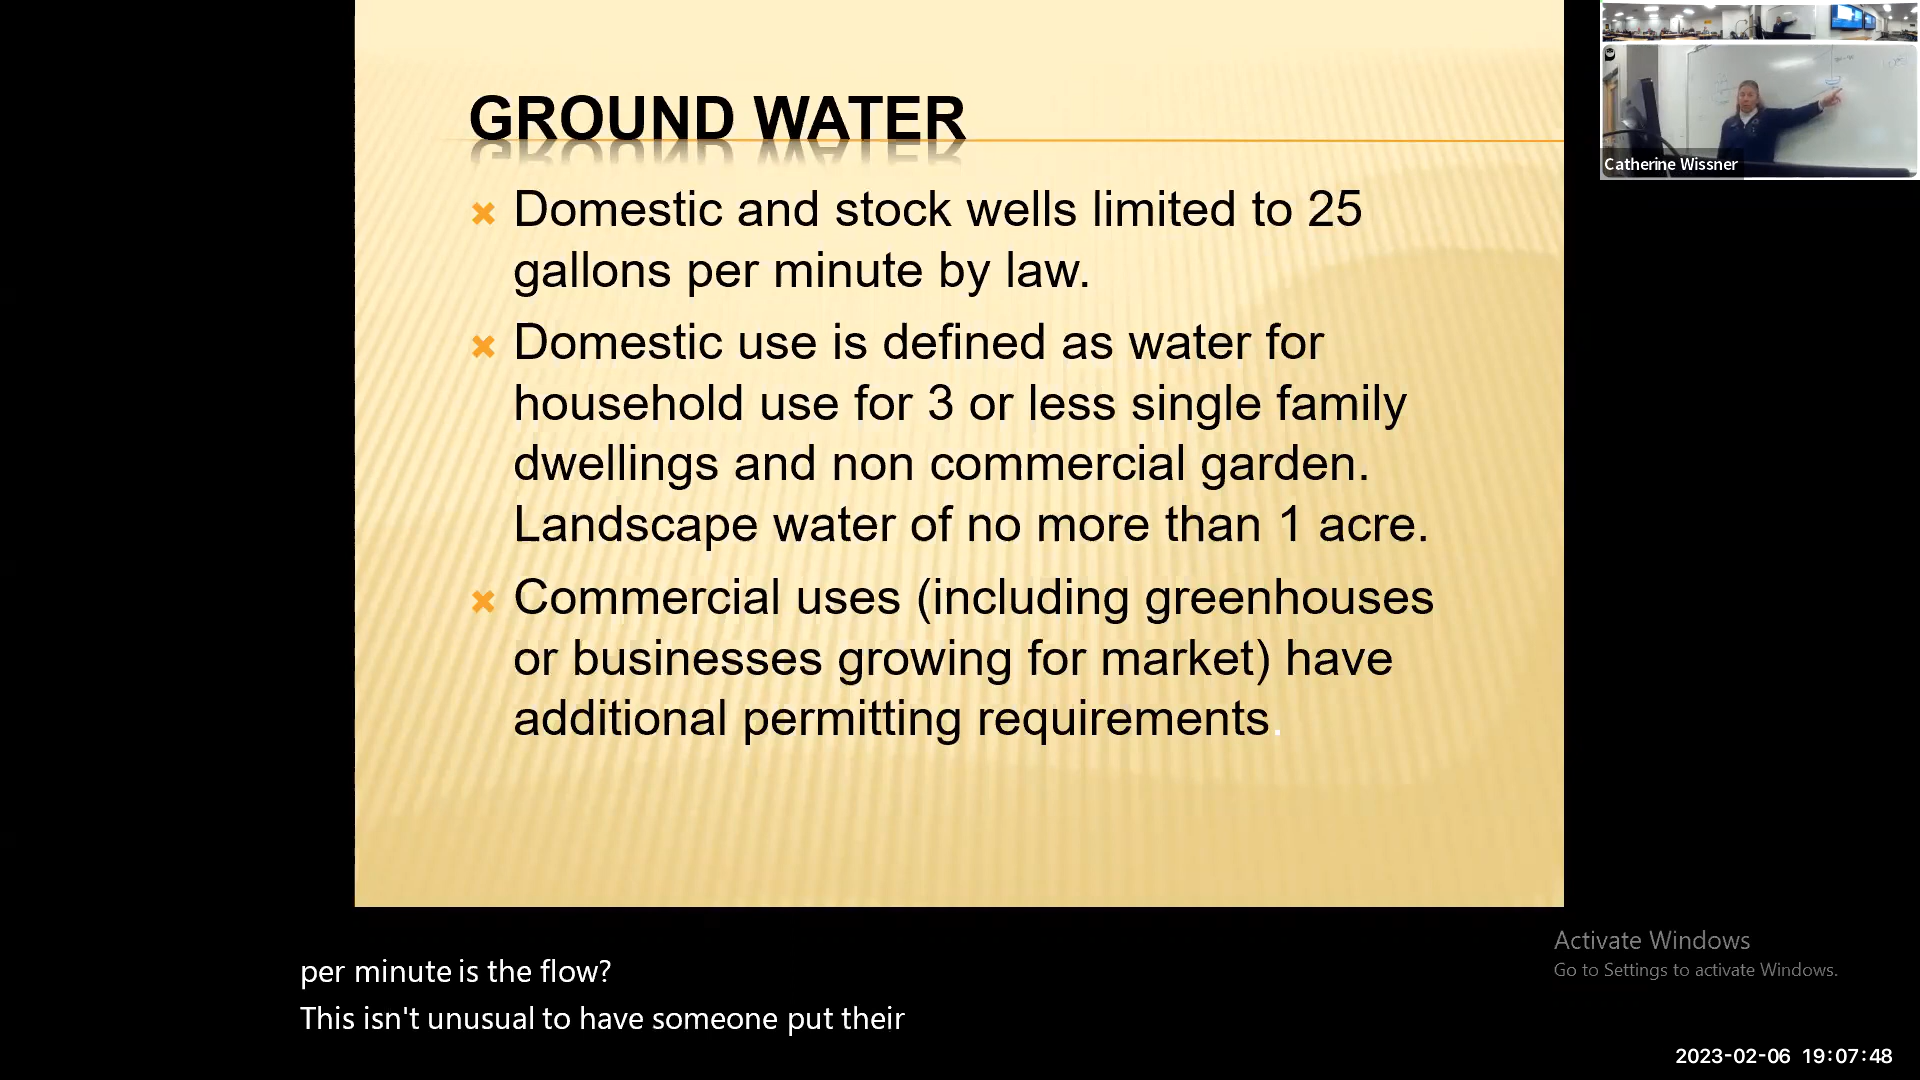 GROUND WATER
Domestic and stock wells limited to 25
gallons per minute by law.
Domestic use is defined as water for
household use for 3 or less single family
dwellings and non commercial garden.
Landscape water of no more than 1 acre.
Commercial uses (including greenhouses
or businesses growing for market) have
additional permitting requirements.
Catherine Wissner
per minute is the flow?
This isn't unusual to have someone put their
Activate Windows
Go to Settings to activate Windows.
2023-02-06 19:07:48